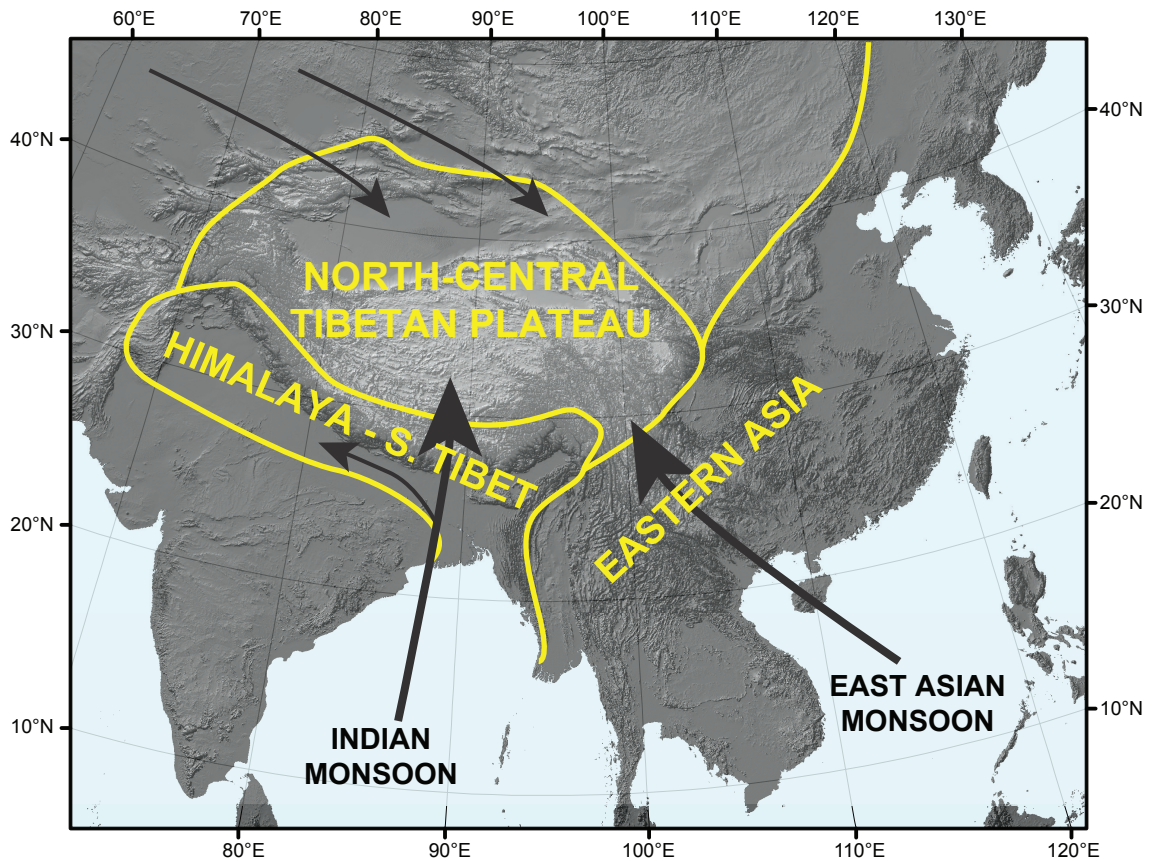 60°E 70°E 80°E 90°E 100°E 110°E 120°E 130°E
40°N
40°N
NORTH-CENTRAL
TIBETAN PLATEAU
30°N
30°N
HIMALAYA - S. TIBET
EASTERN ASIA
20°N
20°N
EAST ASIAN
MONSOON
10°N
10°N
INDIAN
MONSOON
80°E 90°E 100°E 110°E 120°E